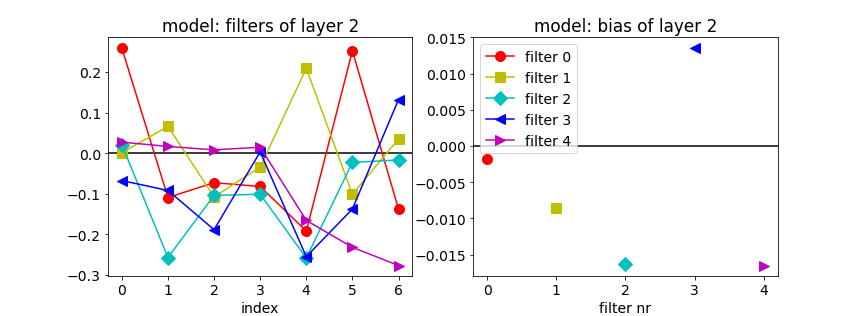 model: filters of layer 2
0.2
0.1
0.0
−0.1
−0.2
−0.3
0 1 2 3 4 5 6
index
model: bias of layer 2
0.015
0.010
0.005
0.000
−0.005
−0.010
−0.015
filter 0
filter 1
filter 2
filter 3
filter 4
0 1 2 3 4
filter nr